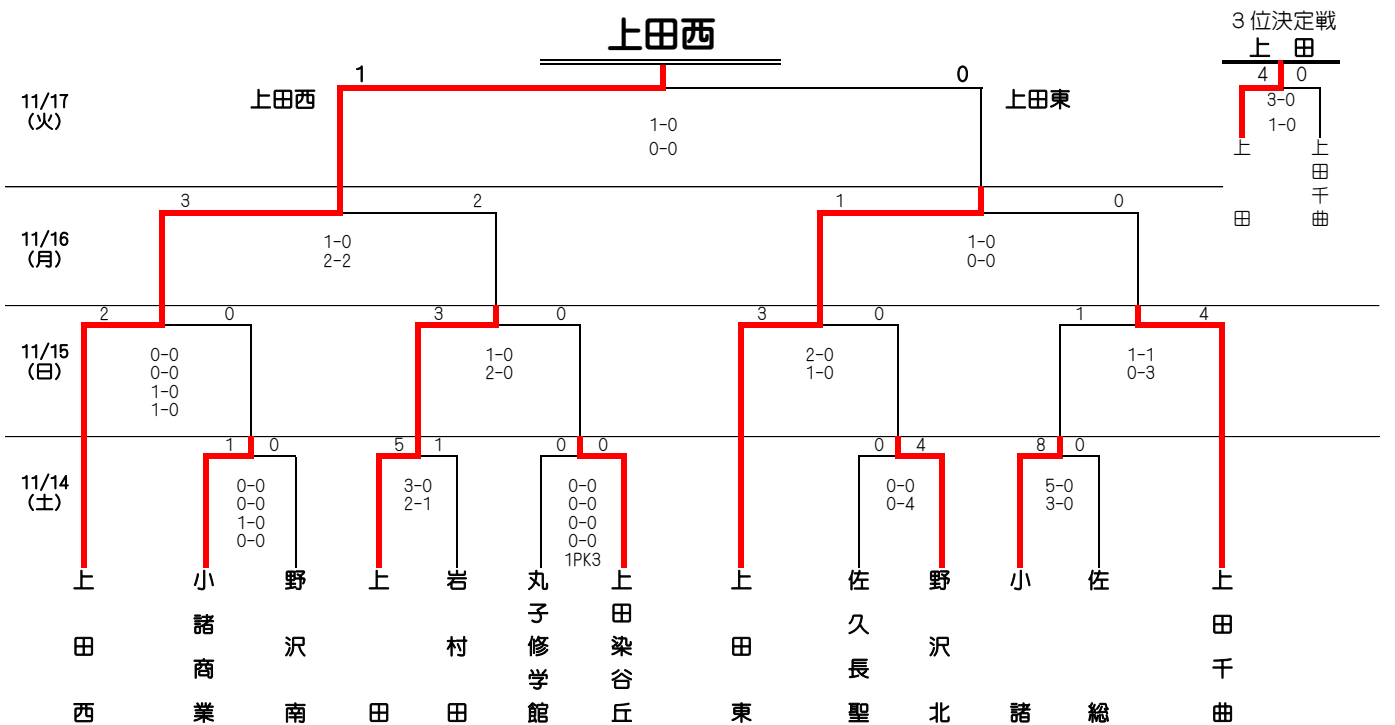 上田西
3位決定戦
上 田
1
0
4 0
11/17
(火)
上田西
上田東
3-0
1-0
1-0
0-0
上田
上田千曲
3
2
1
0
11/16
(月)
1-0
2-2
1-0
0-0
2
0
3
0
3
0
1
4
11/15
(日)
0-0
0-0
1-0
1-0
1-0
2-0
2-0
1-0
1-1
0-3
1
0
5
1
0
0
0
4
8
0
11/14
(土)
0-0
0-0
1-0
0-0
3-0
2-1
0-0
0-0
0-0
0-0
1PK3
0-0
0-4
5-0
3-0
上田西
小諸商業
野沢南
上田
岩村田
丸子修学館
上田染谷丘
上田東
佐久長聖
野沢北
小諸
佐総
上田千曲